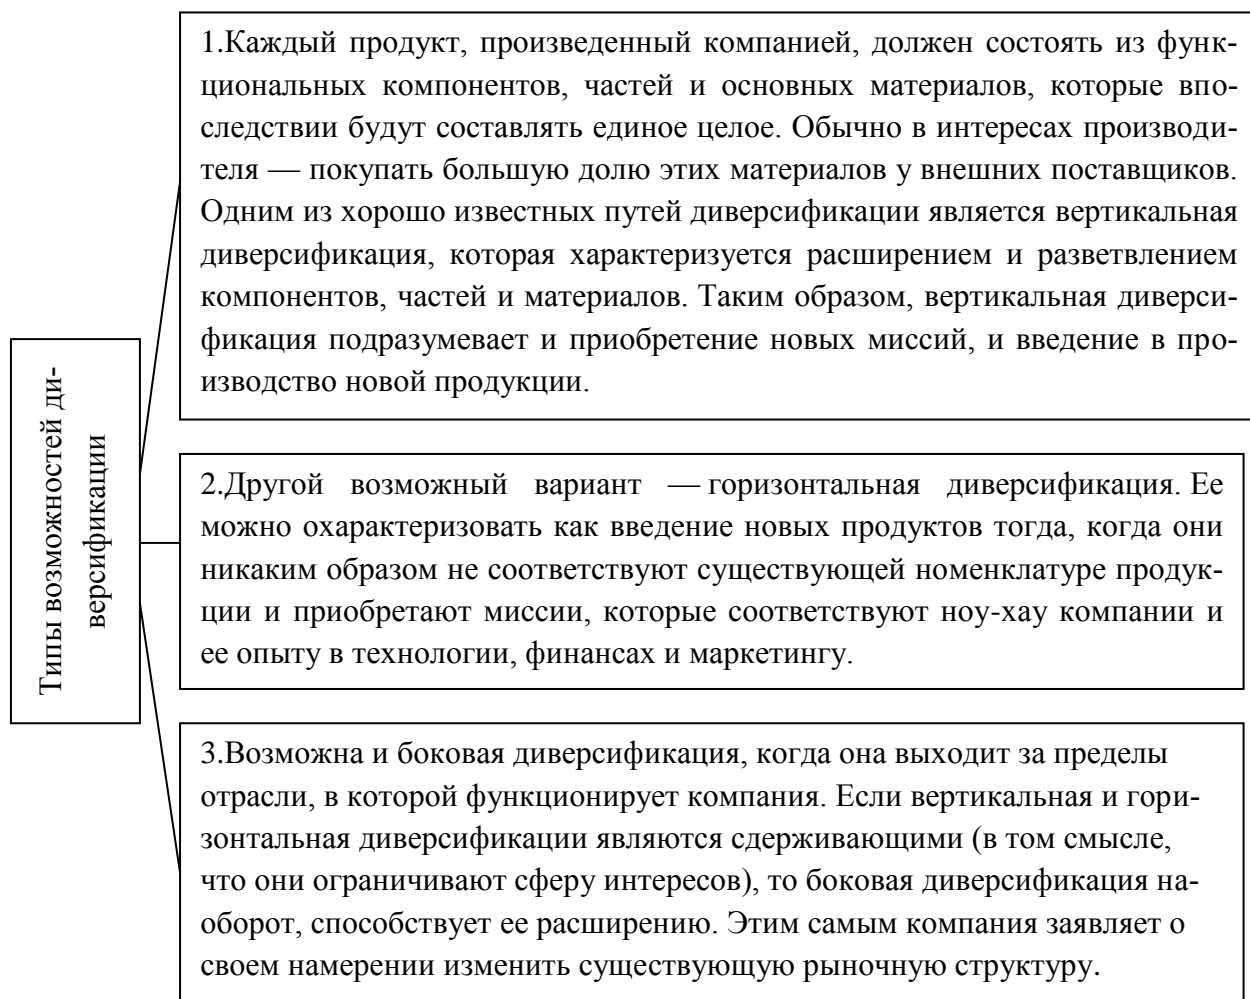 Типы возможностей ди-
версификации
1.Каждый продукт, произведенный компанией, должен состоять из функ-
циональных компонентов, частей и основных материалов, которые впо-
следствии будут составлять единое целое. Обычно в интересах производи-
теля — покупать большую долю этих материалов у внешних поставщиков.
Одним из хорошо известных путей диверсификации является вертикальная
диверсификация, которая характеризуется расширением и разветвлением
компонентов, частей и материалов. Таким образом, вертикальная диверси-
фикация подразумевает и приобретение новых миссий, и введение в про-
изводство новой продукции.
2.Другой возможный вариант — горизонтальная диверсификация. Ее
можно охарактеризовать как введение новых продуктов тогда, когда они
никаким образом не соответствуют существующей номенклатуре продук-
ции и приобретают миссии, которые соответствуют ноу-хау компании и
ее опыту в технологии, финансах и маркетингу.
3.Возможна и боковая диверсификация, когда она выходит за пределы
отрасли, в которой функционирует компания. Если вертикальная и гори-
зонтальная диверсификации являются сдерживающими (в том смысле,
что они ограничивают сферу интересов), то боковая диверсификация на-
оборот, способствует ее расширению. Этим самым компания заявляет о
своем намерении изменить существующую рыночную структуру.